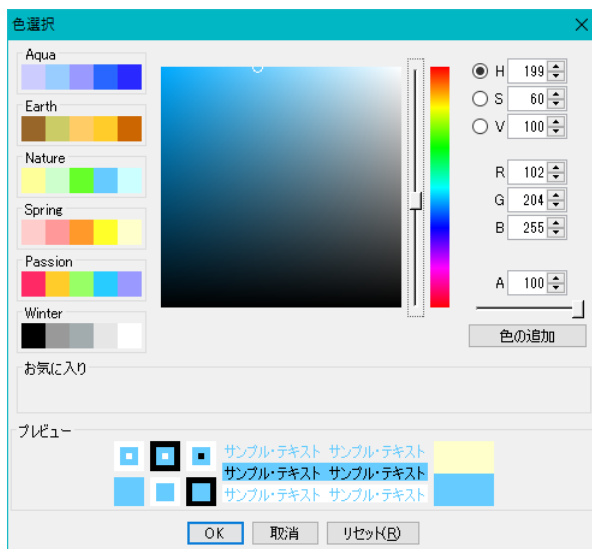 色選択
Aqua
Earth
Nature
Spring
Passion
Winter
H 199
S 60
V 100
R 102
G 204
B 255
A 100
色の追加
お気に入り
プレビュー
サンプル・テキスト サンプル・テキスト
サンプル・テキスト サンプル・テキスト
サンプル・テキスト サンプル・テキスト
OK 取消 リセット(R)